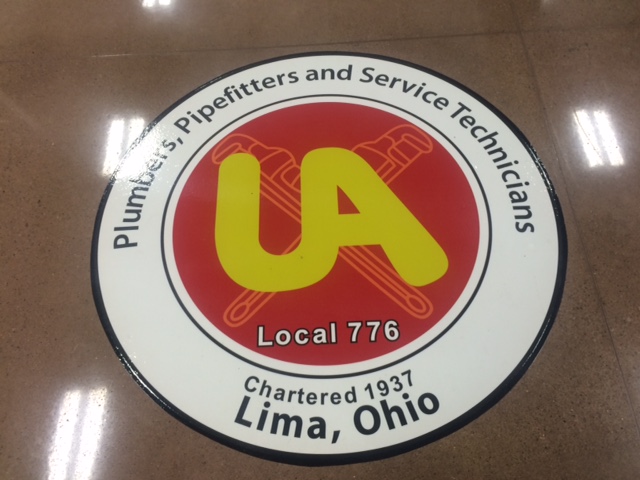 Plumbers, Pipefitters and Service Technicians
UA
Local 776
Chartered 1937
Lima, Ohio